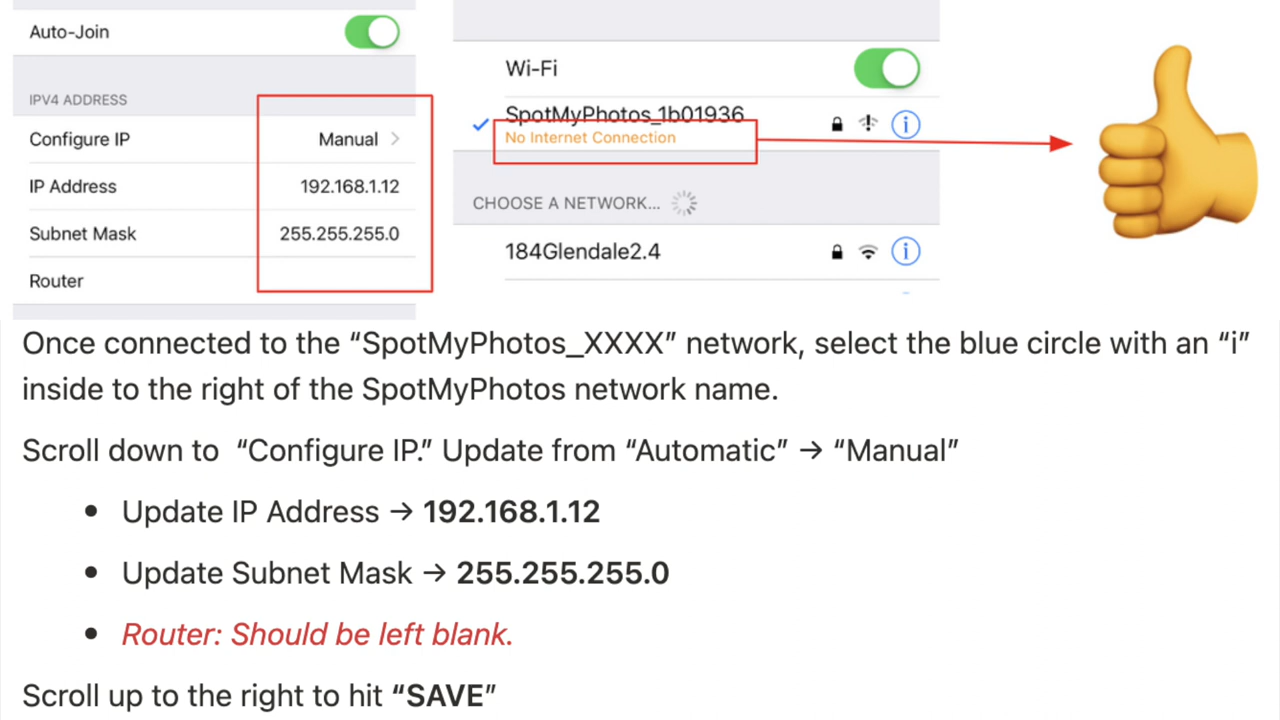 Auto-Join
IPV4 ADDRESS
Configure IP Manual
IP Address 192.168.1.12
Subnet Mask 255.255.255.0
Router
Wi-Fi
SpotMyPhotos_1b01936
No Internet Connection
CHOOSE A NETWORK...
184Glendale2.4
Once connected to the “SpotMyPhotos_XXXX” network, select the blue circle with an “i”
inside to the right of the SpotMyPhotos network name.
Scroll down to “Configure IP.” Update from “Automatic” → “Manual”
• Update IP Address → 192.168.1.12
• Update Subnet Mask → 255.255.255.0
• Router: Should be left blank.
Scroll up to the right to hit “SAVE”